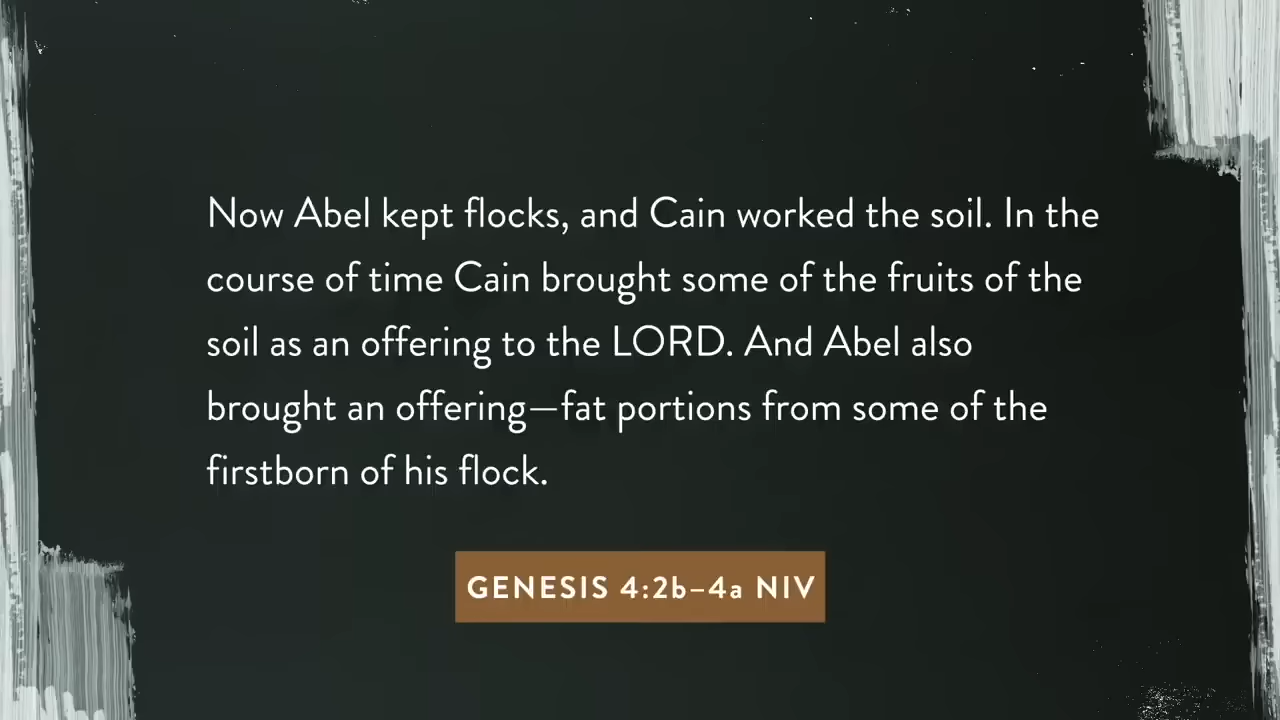 Now Abel kept flocks, and Cain worked the soil. In the
course of time Cain brought some of the fruits of the
soil as an offering to the LORD. And Abel also
brought an offering—fat portions from some of the
firstborn of his flock.
GENESIS 4:2b–4a NIV